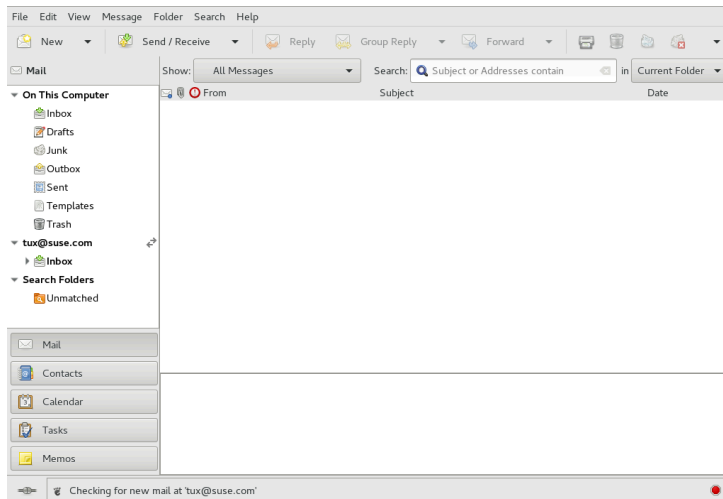 File Edit View Message Folder Search Help
New Send / Receive Reply Group Reply Forward
Mail Show: All Messages Search: Subject or Addresses contain in Current Folder
From Subject Date
On This Computer
Inbox
Drafts
Junk
Outbox
Sent
Templates
Trash
tux@suse.com
Inbox
Search Folders
Unmatched
Mail
Contacts
Calendar
Tasks
Memos
Checking for new mail at 'tux@suse.com'